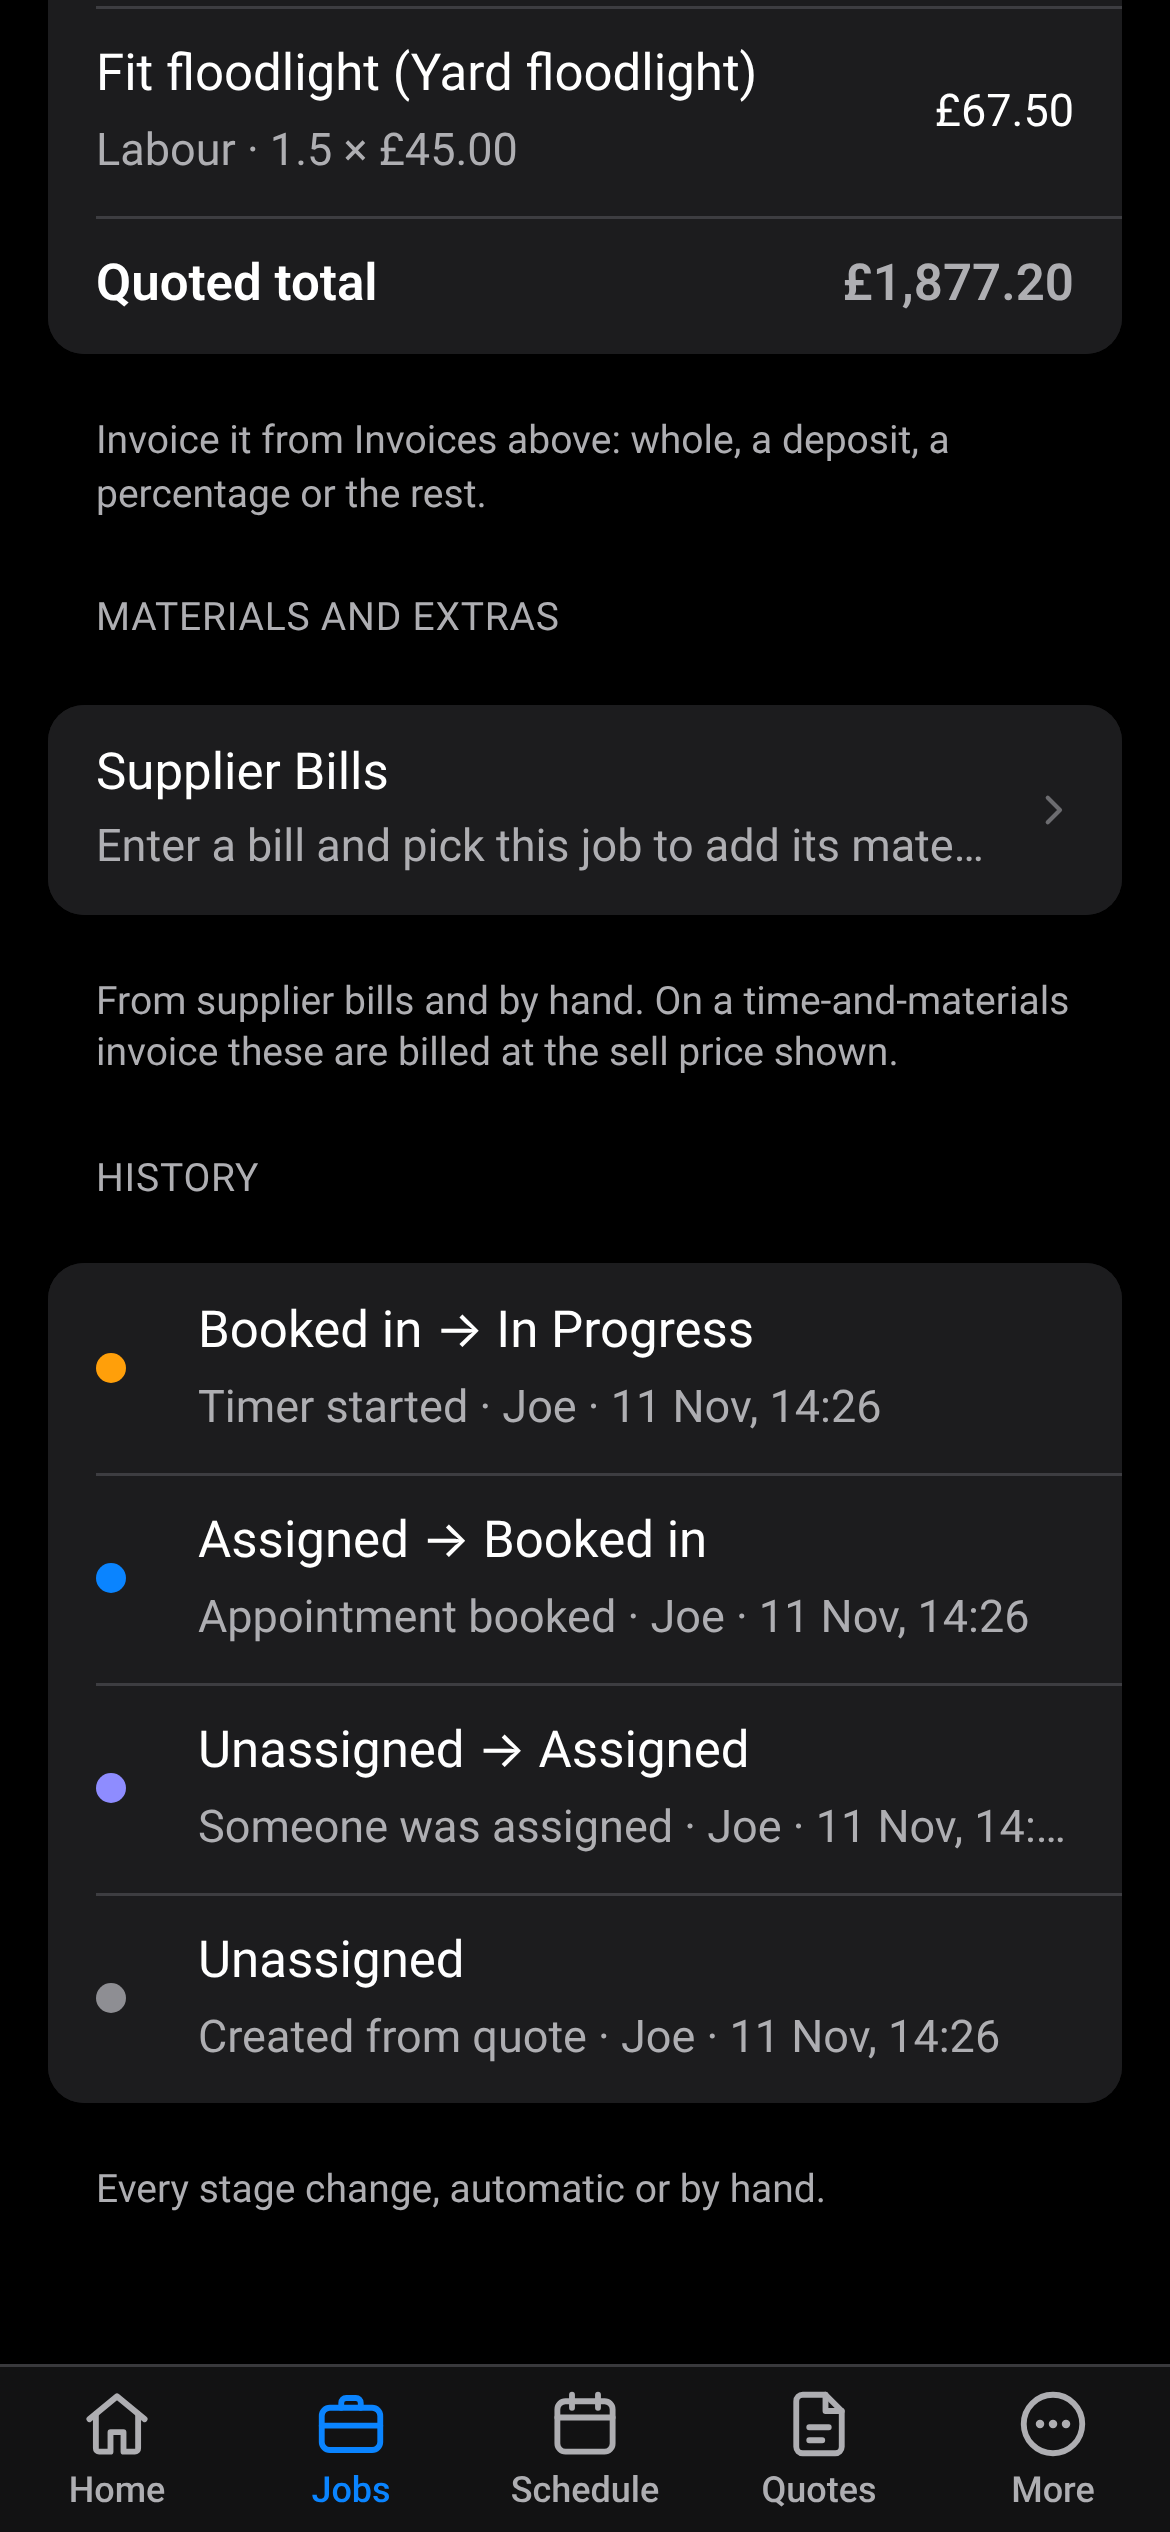 Fit floodlight (Yard floodlight)
£67.50
Labour · 1.5 × £45.00
Quoted total
£1,877.20
Invoice it from Invoices above: whole, a deposit, a
percentage or the rest.
MATERIALS AND EXTRAS
Supplier Bills
Enter a bill and pick this job to add its mate...
From supplier bills and by hand. On a time-and-materials
invoice these are billed at the sell price shown.
HISTORY
Booked in → In Progress
Timer started · Joe · 11 Nov, 14:26
Assigned → Booked in
Appointment booked · Joe · 11 Nov, 14:26
Unassigned → Assigned
Someone was assigned · Joe · 11 Nov, 14:...
Unassigned
Created from quote · Joe · 11 Nov, 14:26
Every stage change, automatic or by hand.
Home
Jobs
Schedule
Quotes
More